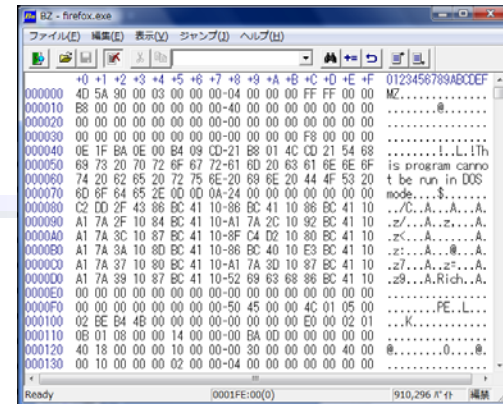 BZ - firefox.exe
ファイル(F) 編集(E) 表示(V) ジャンプ(J) ヘルプ(H)
+0 +1 +2 +3 +4 +5 +6 +7 +8 +9 +A +B +C +D +E +F 0123456789ABCDEF
000000 4D 5A 90 00 03 00 00 00-04 00 00 00 FF FF 00 00 MZ..............
000010 B8 00 00 00 00 00 00 00-40 00 00 00 00 00 00 00 ........@.......
000020 00 00 00 00 00 00 00 00-00 00 00 00 00 00 00 00 ................
000030 00 00 00 00 00 00 00 00-00 00 00 00 F8 00 00 00 ................
000040 0E 1F BA 0E 00 B4 09 CD-21 B8 01 4C CD 21 54 68 ........!..L.!Th
000050 69 73 20 70 72 6F 67 72-61 6D 20 63 61 6E 6E 6F is program canno
000060 74 20 62 65 20 72 75 6E-20 69 6E 20 44 4F 53 20 t be run in DOS
000070 6D 6F 64 65 2E 0D 0D 0A-24 00 00 00 00 00 00 00 mode....$.......
000080 C2 DD 2F 43 86 BC 41 10-86 BC 41 10 86 BC 41 10 ../C..A...A...A.
000090 A1 7A 2F 10 84 BC 41 10-A1 7A 2C 10 92 BC 41 10 .z/...A..z,...A.
0000A0 A1 7A 3C 10 87 BC 41 10-8F C4 D2 10 80 BC 41 10 .z<...A.......A.
0000B0 A1 7A 3A 10 8D BC 41 10-86 BC 40 10 E3 BC 41 10 .z:...A...@...A.
0000C0 A1 7A 37 10 80 BC 41 10-A1 7A 3D 10 87 BC 41 10 .z7...A..z=...A.
0000D0 A1 7A 39 10 87 BC 41 10-52 69 63 68 86 BC 41 10 .z9...A.Rich..A.
0000E0 00 00 00 00 00 00 00 00-00 00 00 00 00 00 00 00 ................
0000F0 00 00 00 00 00 00 00 00-50 45 00 00 4C 01 05 00 ........PE..L...
000100 02 BE B4 4B 00 00 00 00-00 00 00 00 E0 00 02 01 ...K............
000110 0B 01 08 00 00 14 00 00-00 BA 0D 00 00 00 00 00 ................
000120 40 18 00 00 00 10 00 00-00 30 00 00 00 00 40 00 @........0....@.
000130 00 10 00 00 00 02 00 00-04 00 00 00 00 00 00 00 ................
Ready 0001FE:00(0) 910,296 バイト 編禁